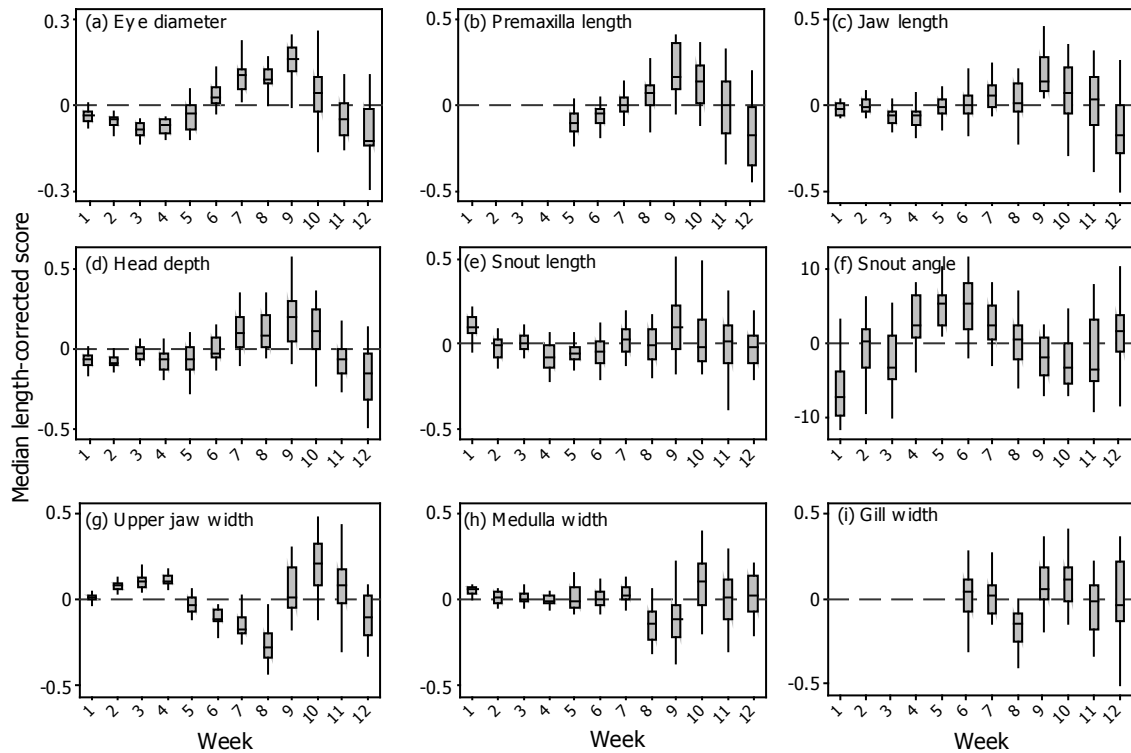 (a) Eye diameter
0.3
0
-0.3
1 2 3 4 5 6 7 8 9 10 11 12
(b) Premaxilla length
0.5
0
-0.5
1 2 3 4 5 6 7 8 9 10 11 12
(c) Jaw length
0.5
0
-0.5
1 2 3 4 5 6 7 8 9 10 11 12
Median length-corrected score
(d) Head depth
0.5
0
-0.5
1 2 3 4 5 6 7 8 9 10 11 12
(e) Snout length
0.5
0
-0.5
1 2 3 4 5 6 7 8 9 10 11 12
(f) Snout angle
10
0
-10
1 2 3 4 5 6 7 8 9 10 11 12
(g) Upper jaw width
0.5
0
-0.5
1 2 3 4 5 6 7 8 9 10 11 12
Week
(h) Medulla width
0.5
0
-0.5
1 2 3 4 5 6 7 8 9 10 11 12
Week
(i) Gill width
0.5
0
-0.5
1 2 3 4 5 6 7 8 9 10 11 12
Week